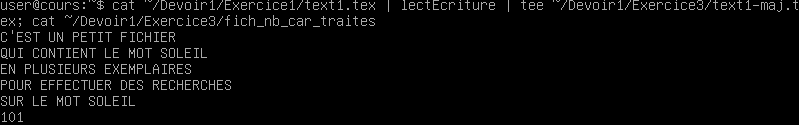 user@cours:~$ cat ~/Devoir1/Exercice1/text1.tex | lectEcriture | tee ~/Devoir1/Exercice3/text1-maj.t
ex; cat ~/Devoir1/Exercice3/fich_nb_car_traites
C'EST UN PETIT FICHIER
QUI CONTIENT LE MOT SOLEIL
EN PLUSIEURS EXEMPLAIRES
POUR EFFECTUER DES RECHERCHES
SUR LE MOT SOLEIL
101